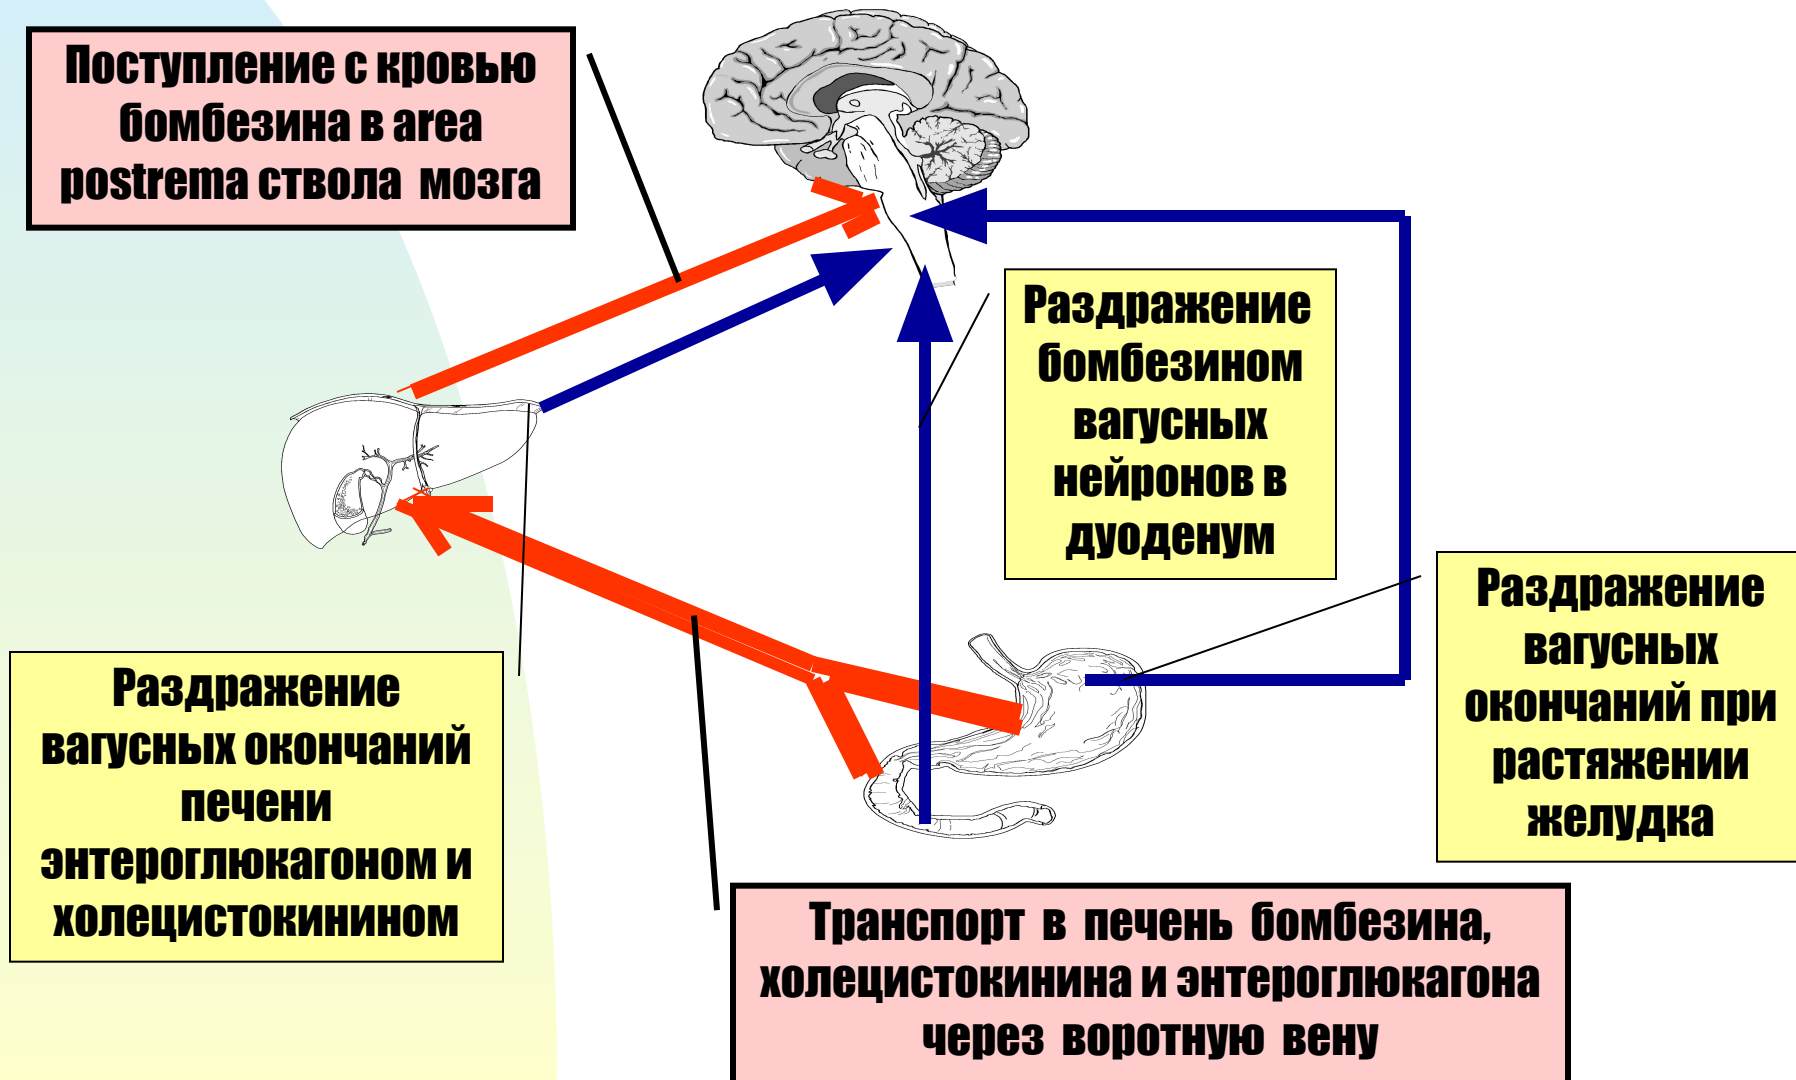 Поступление с кровью
бомбезина в area
postrema ствола мозга
Раздражение
бомбезином
вагусных
нейронов в
дуоденум
Раздражение
вагусных
окончаний при
растяжении
желудка
Раздражение
вагусных окончаний
печени
энтероглюкагоном и
холецистокинином
Транспорт в печень бомбезина,
холецистокинина и энтероглюкагона
через воротную вену